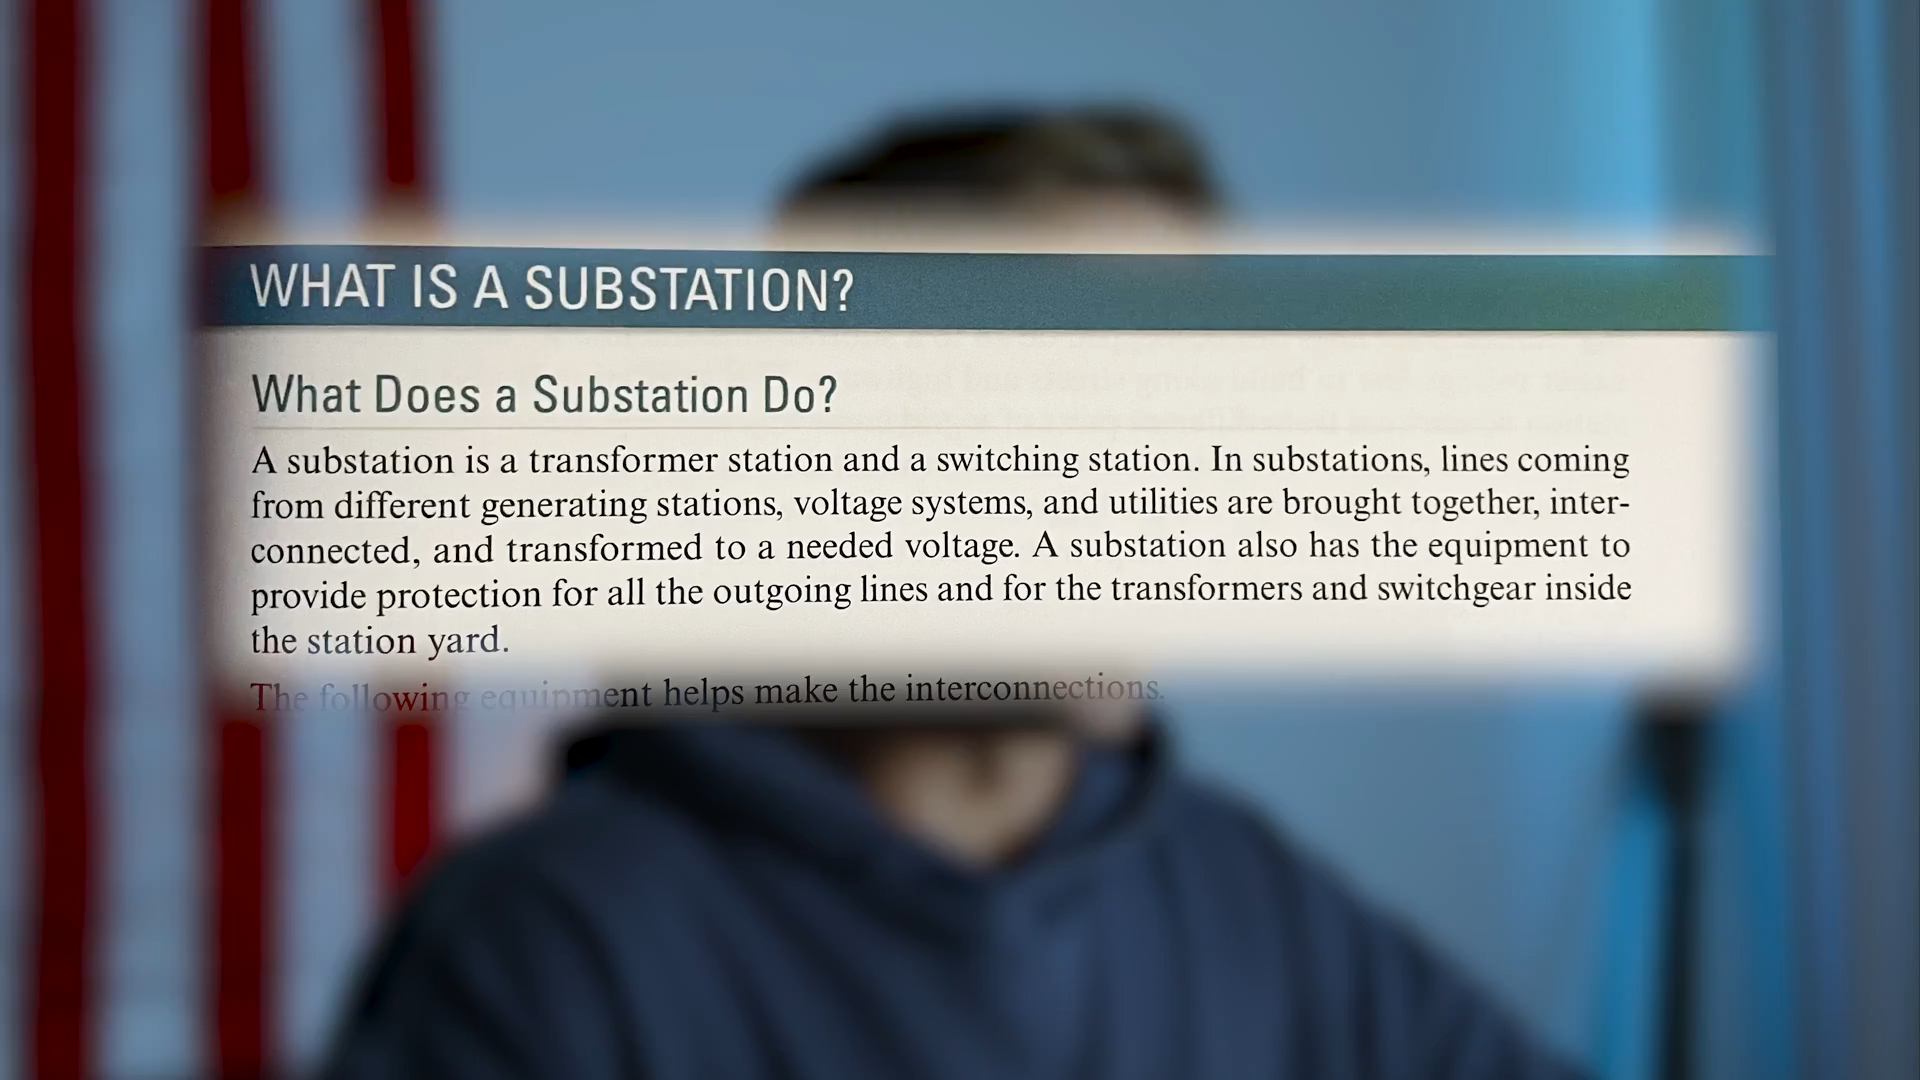 WHAT IS A SUBSTATION?
What Does a Substation Do?
A substation is a transformer station and a switching station. In substations, lines coming
from different generating stations, voltage systems, and utilities are brought together, inter-
connected, and transformed to a needed voltage. A substation also has the equipment to
provide protection for all the outgoing lines and for the transformers and switchgear inside
the station yard.
The following equipment helps make the interconnections.